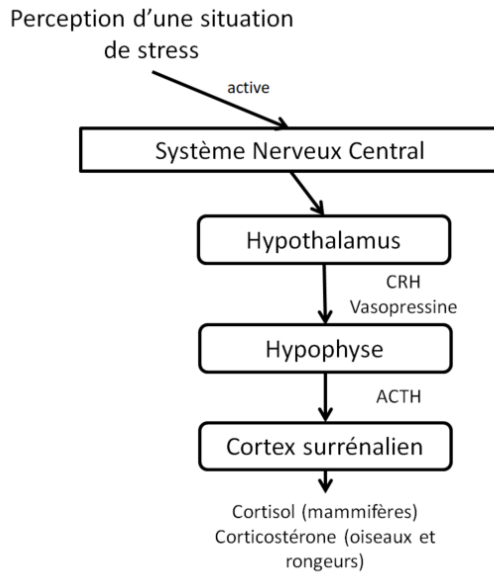 Perception d'une situation
de stress
active
Système Nerveux Central
Hypothalamus
CRH
Vasopressine
Hypophyse
ACTH
Cortex surrénalien
Cortisol (mammifères)
Corticostérone (oiseaux et
rongeurs)